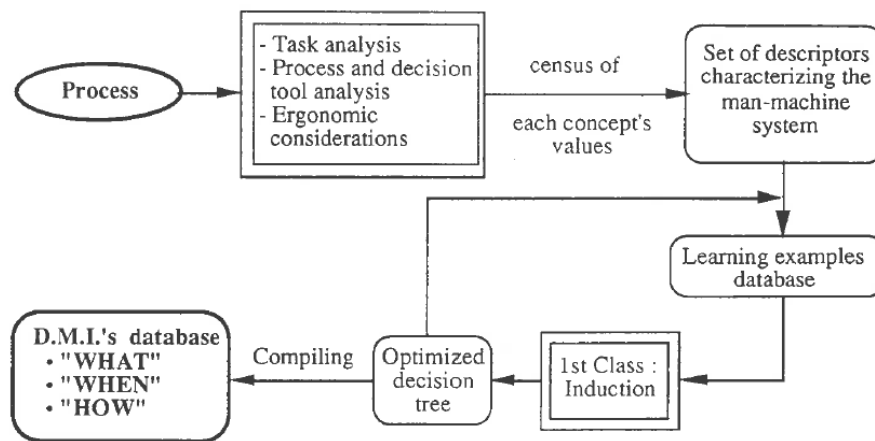 Process
- Task analysis
- Process and decision
tool analysis
- Ergonomic
considerations
census of
each concept's
values
Set of descriptors
characterizing the
man-machine
system
Learning examples
database
1st Class :
Induction
Optimized
decision
tree
Compiling
D.M.I.'s database
• "WHAT"
• "WHEN"
• "HOW"